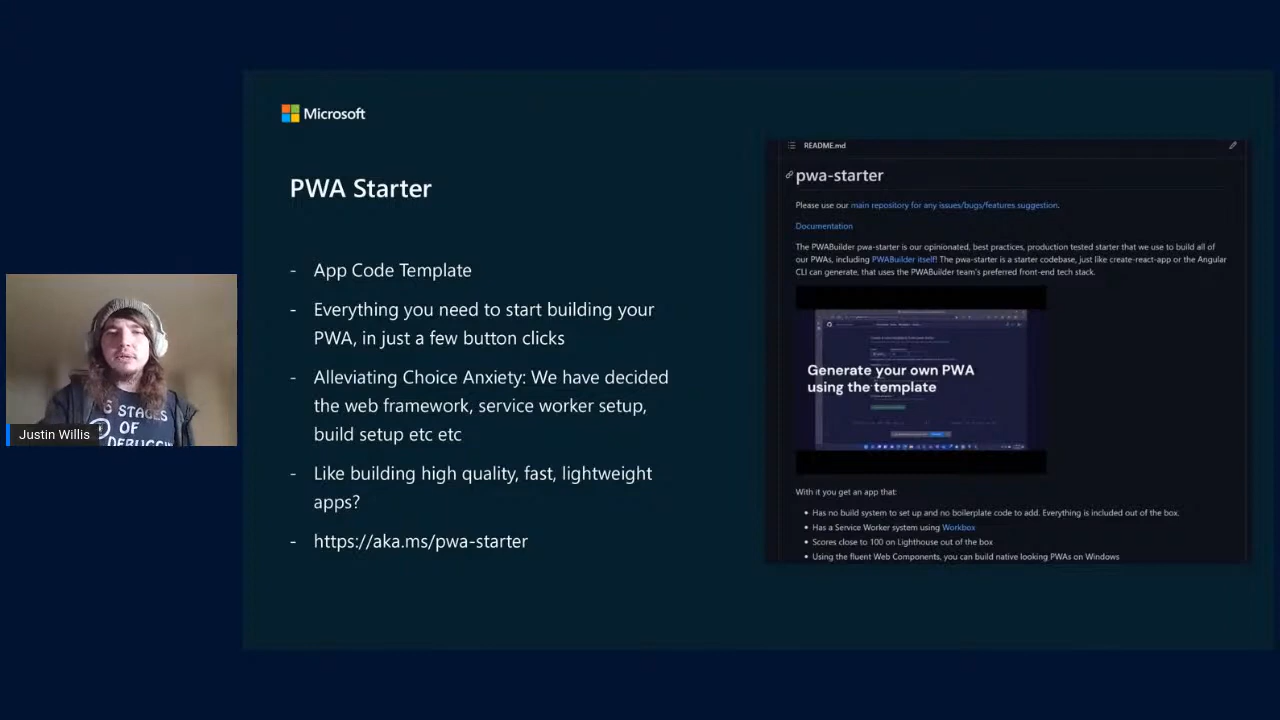 Microsoft
PWA Starter
- App Code Template
- Everything you need to start building your
PWA, in just a few button clicks
- Alleviating Choice Anxiety: We have decided
the web framework, service worker setup,
build setup etc etc
- Like building high quality, fast, lightweight
apps?
- https://aka.ms/pwa-starter
README.md
pwa-starter
Please use our main repository for any issues/bugs/features suggestion.
Documentation
The PWABuilder pwa-starter is our opinionated, best practices, production tested starter that we use to build all of
our PWAs, including PWABuilder itself! The pwa-starter is a starter codebase, just like create-react-app or the Angular
CLI can generate, that uses the PWABuilder team's preferred front-end tech stack.
Generate your own PWA
using the template
With it you get an app that:
• Has no build system to set up and no boilerplate code to add. Everything is included out of the box.
• Has a Service Worker system using Workbox
• Scores close to 100 on Lighthouse out of the box
• Using the fluent Web Components, you can build native looking PWAs on Windows
STAGES
OF
Justin Willis